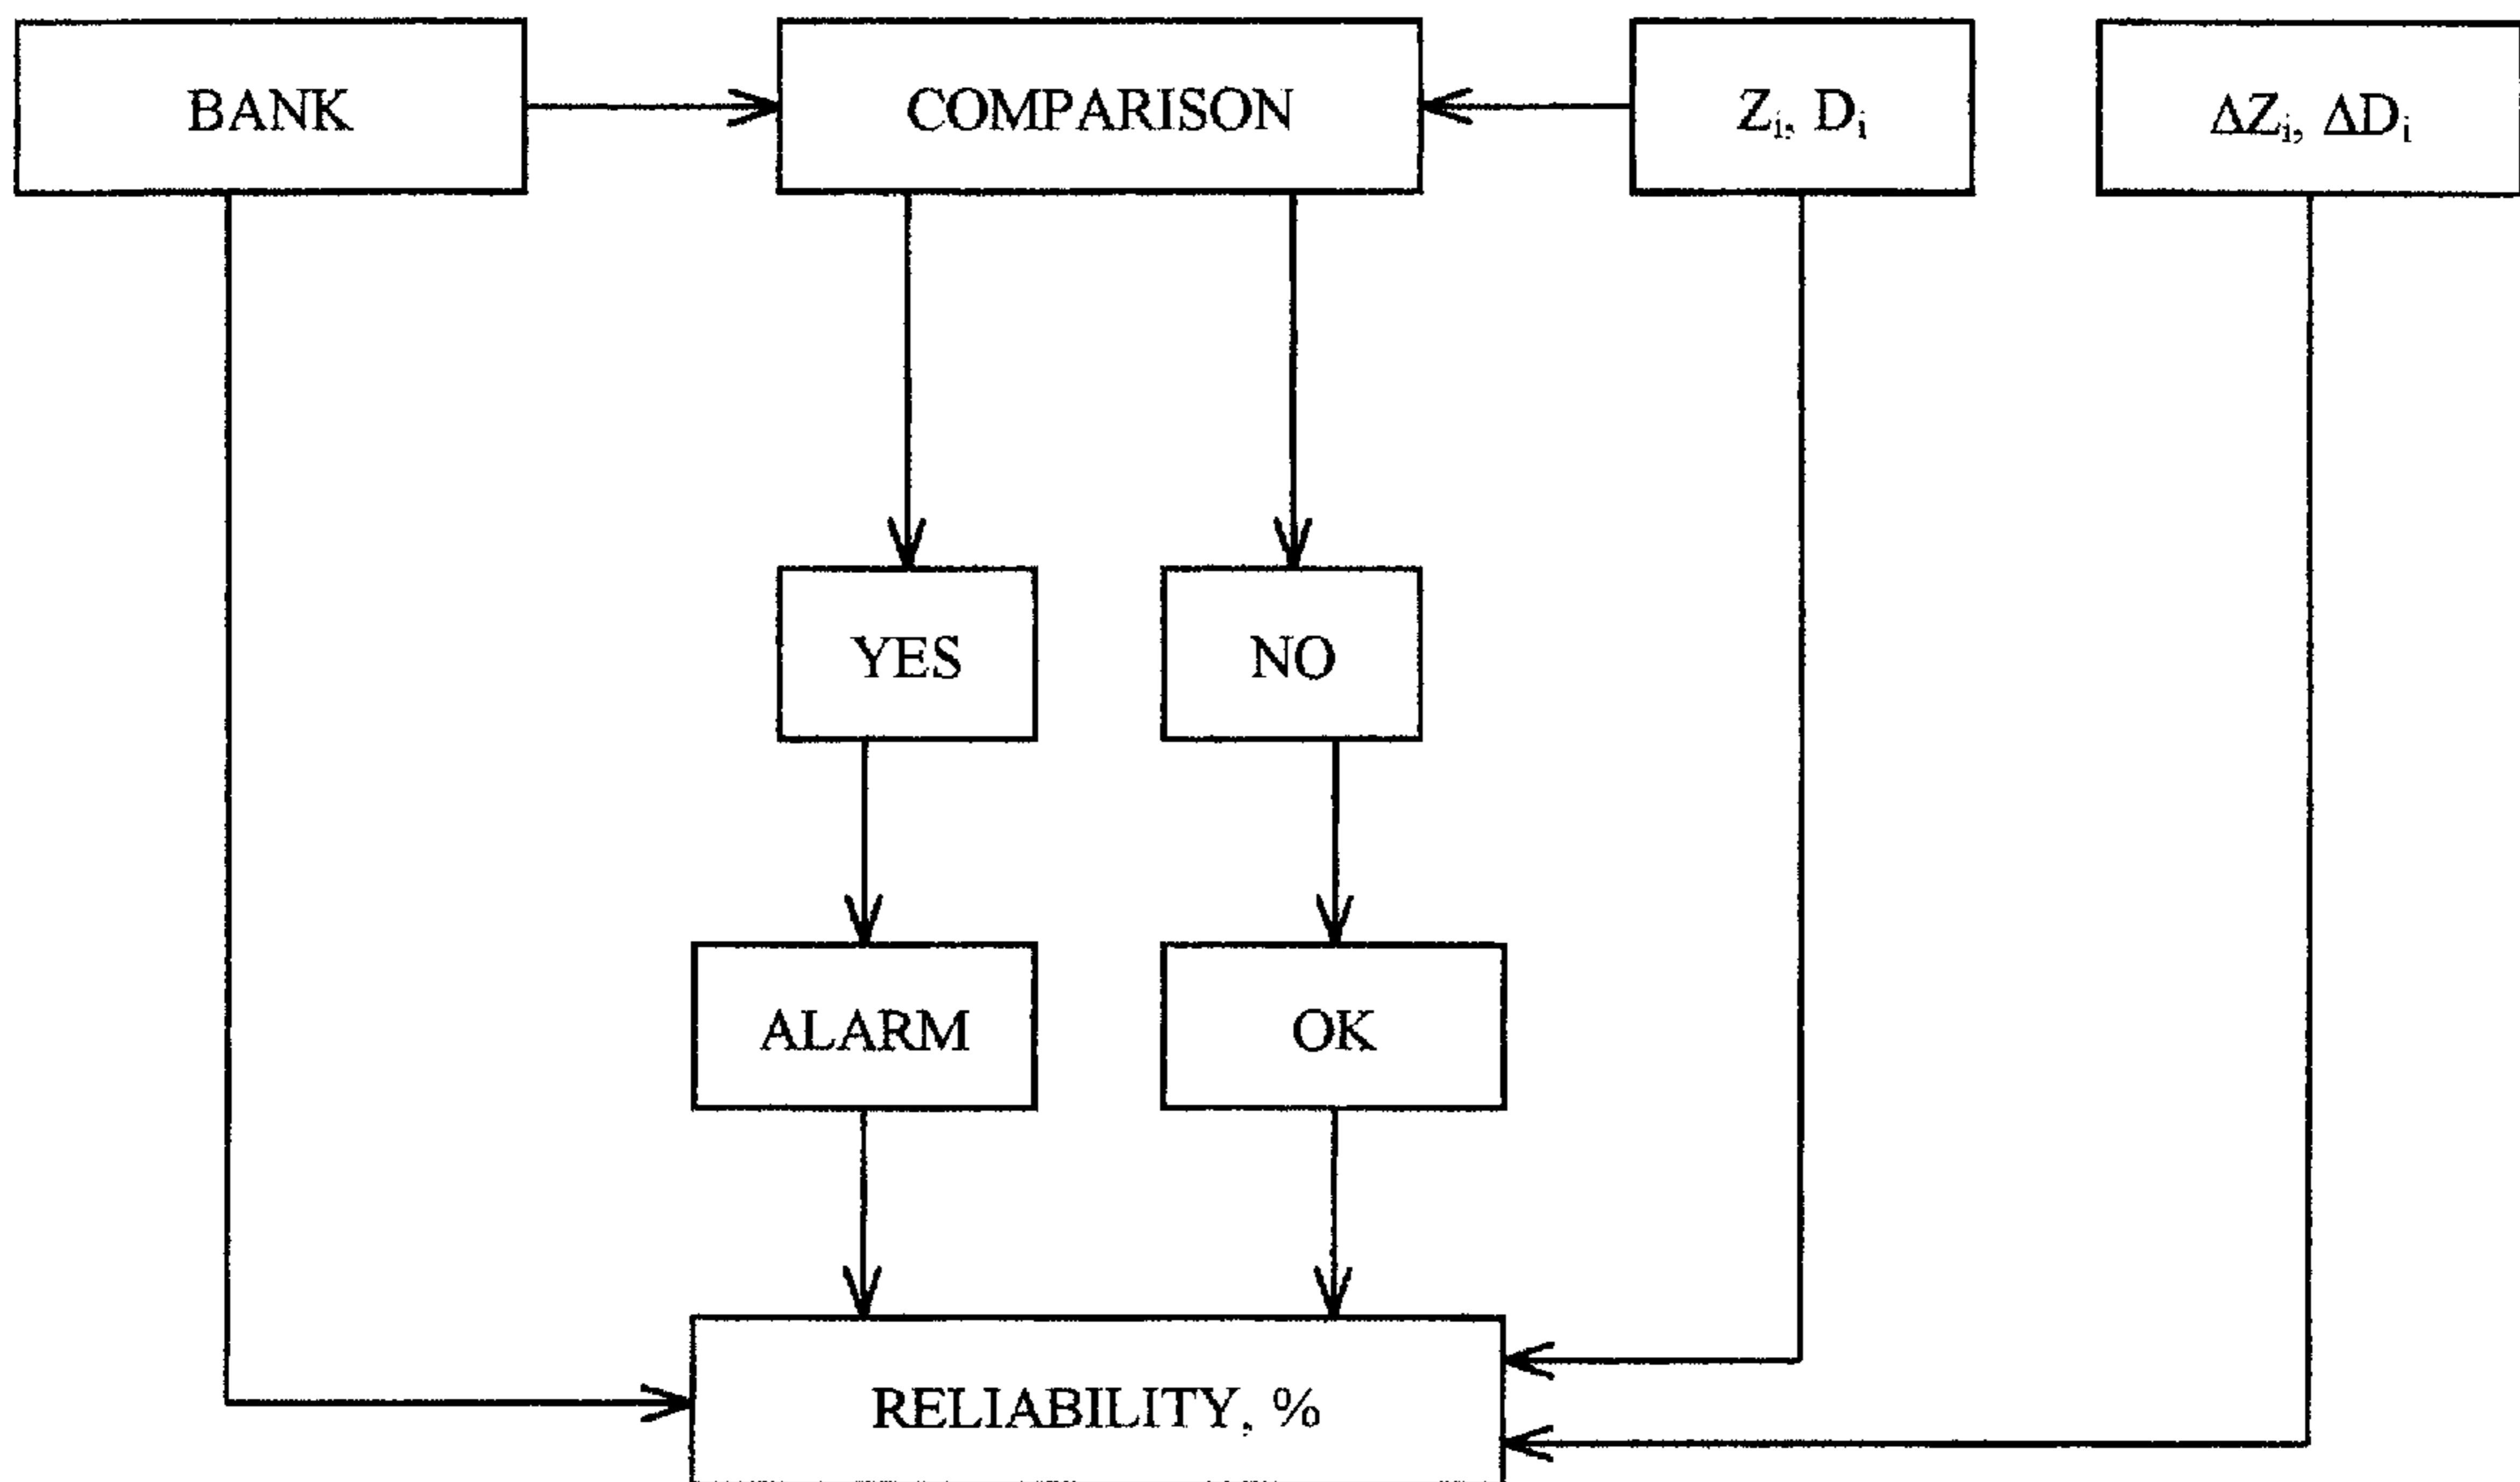 BANK
COMPARISON
Zᵢ, Dᵢ
ΔZᵢ, ΔDᵢ
YES
NO
ALARM
OK
RELIABILITY, %